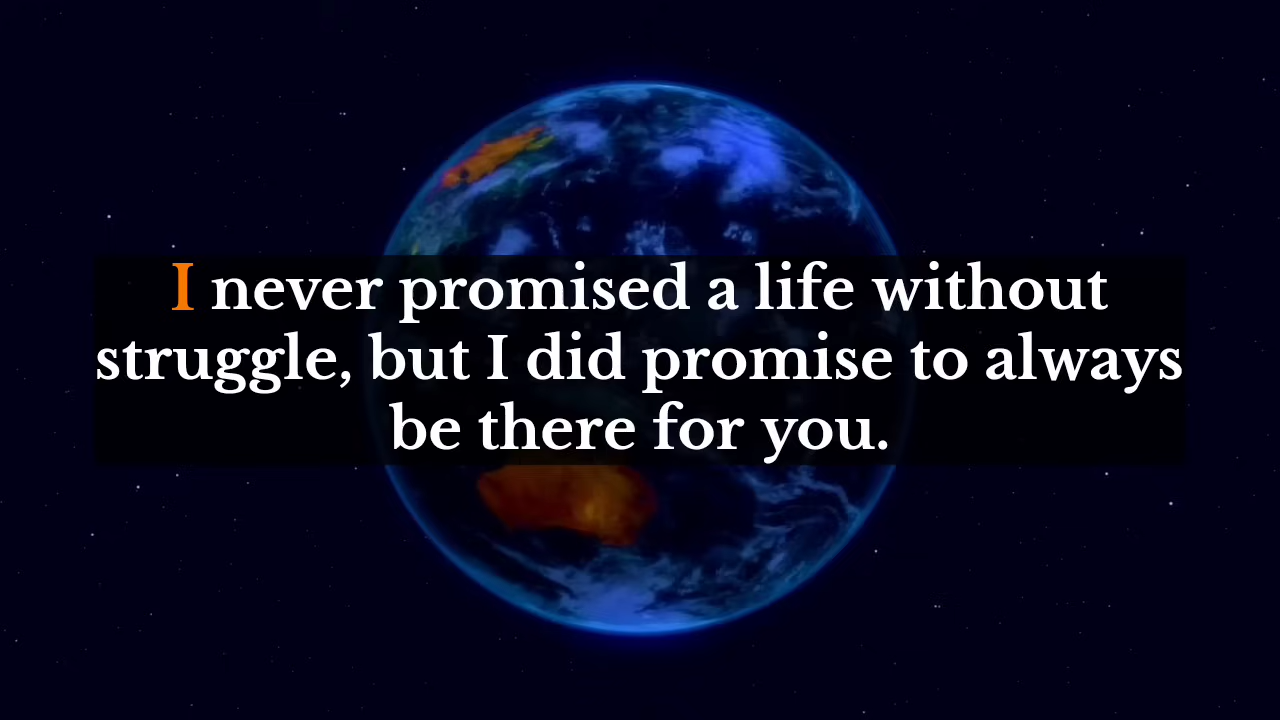 I never promised a life without
struggle, but I did promise to always
be there for you.